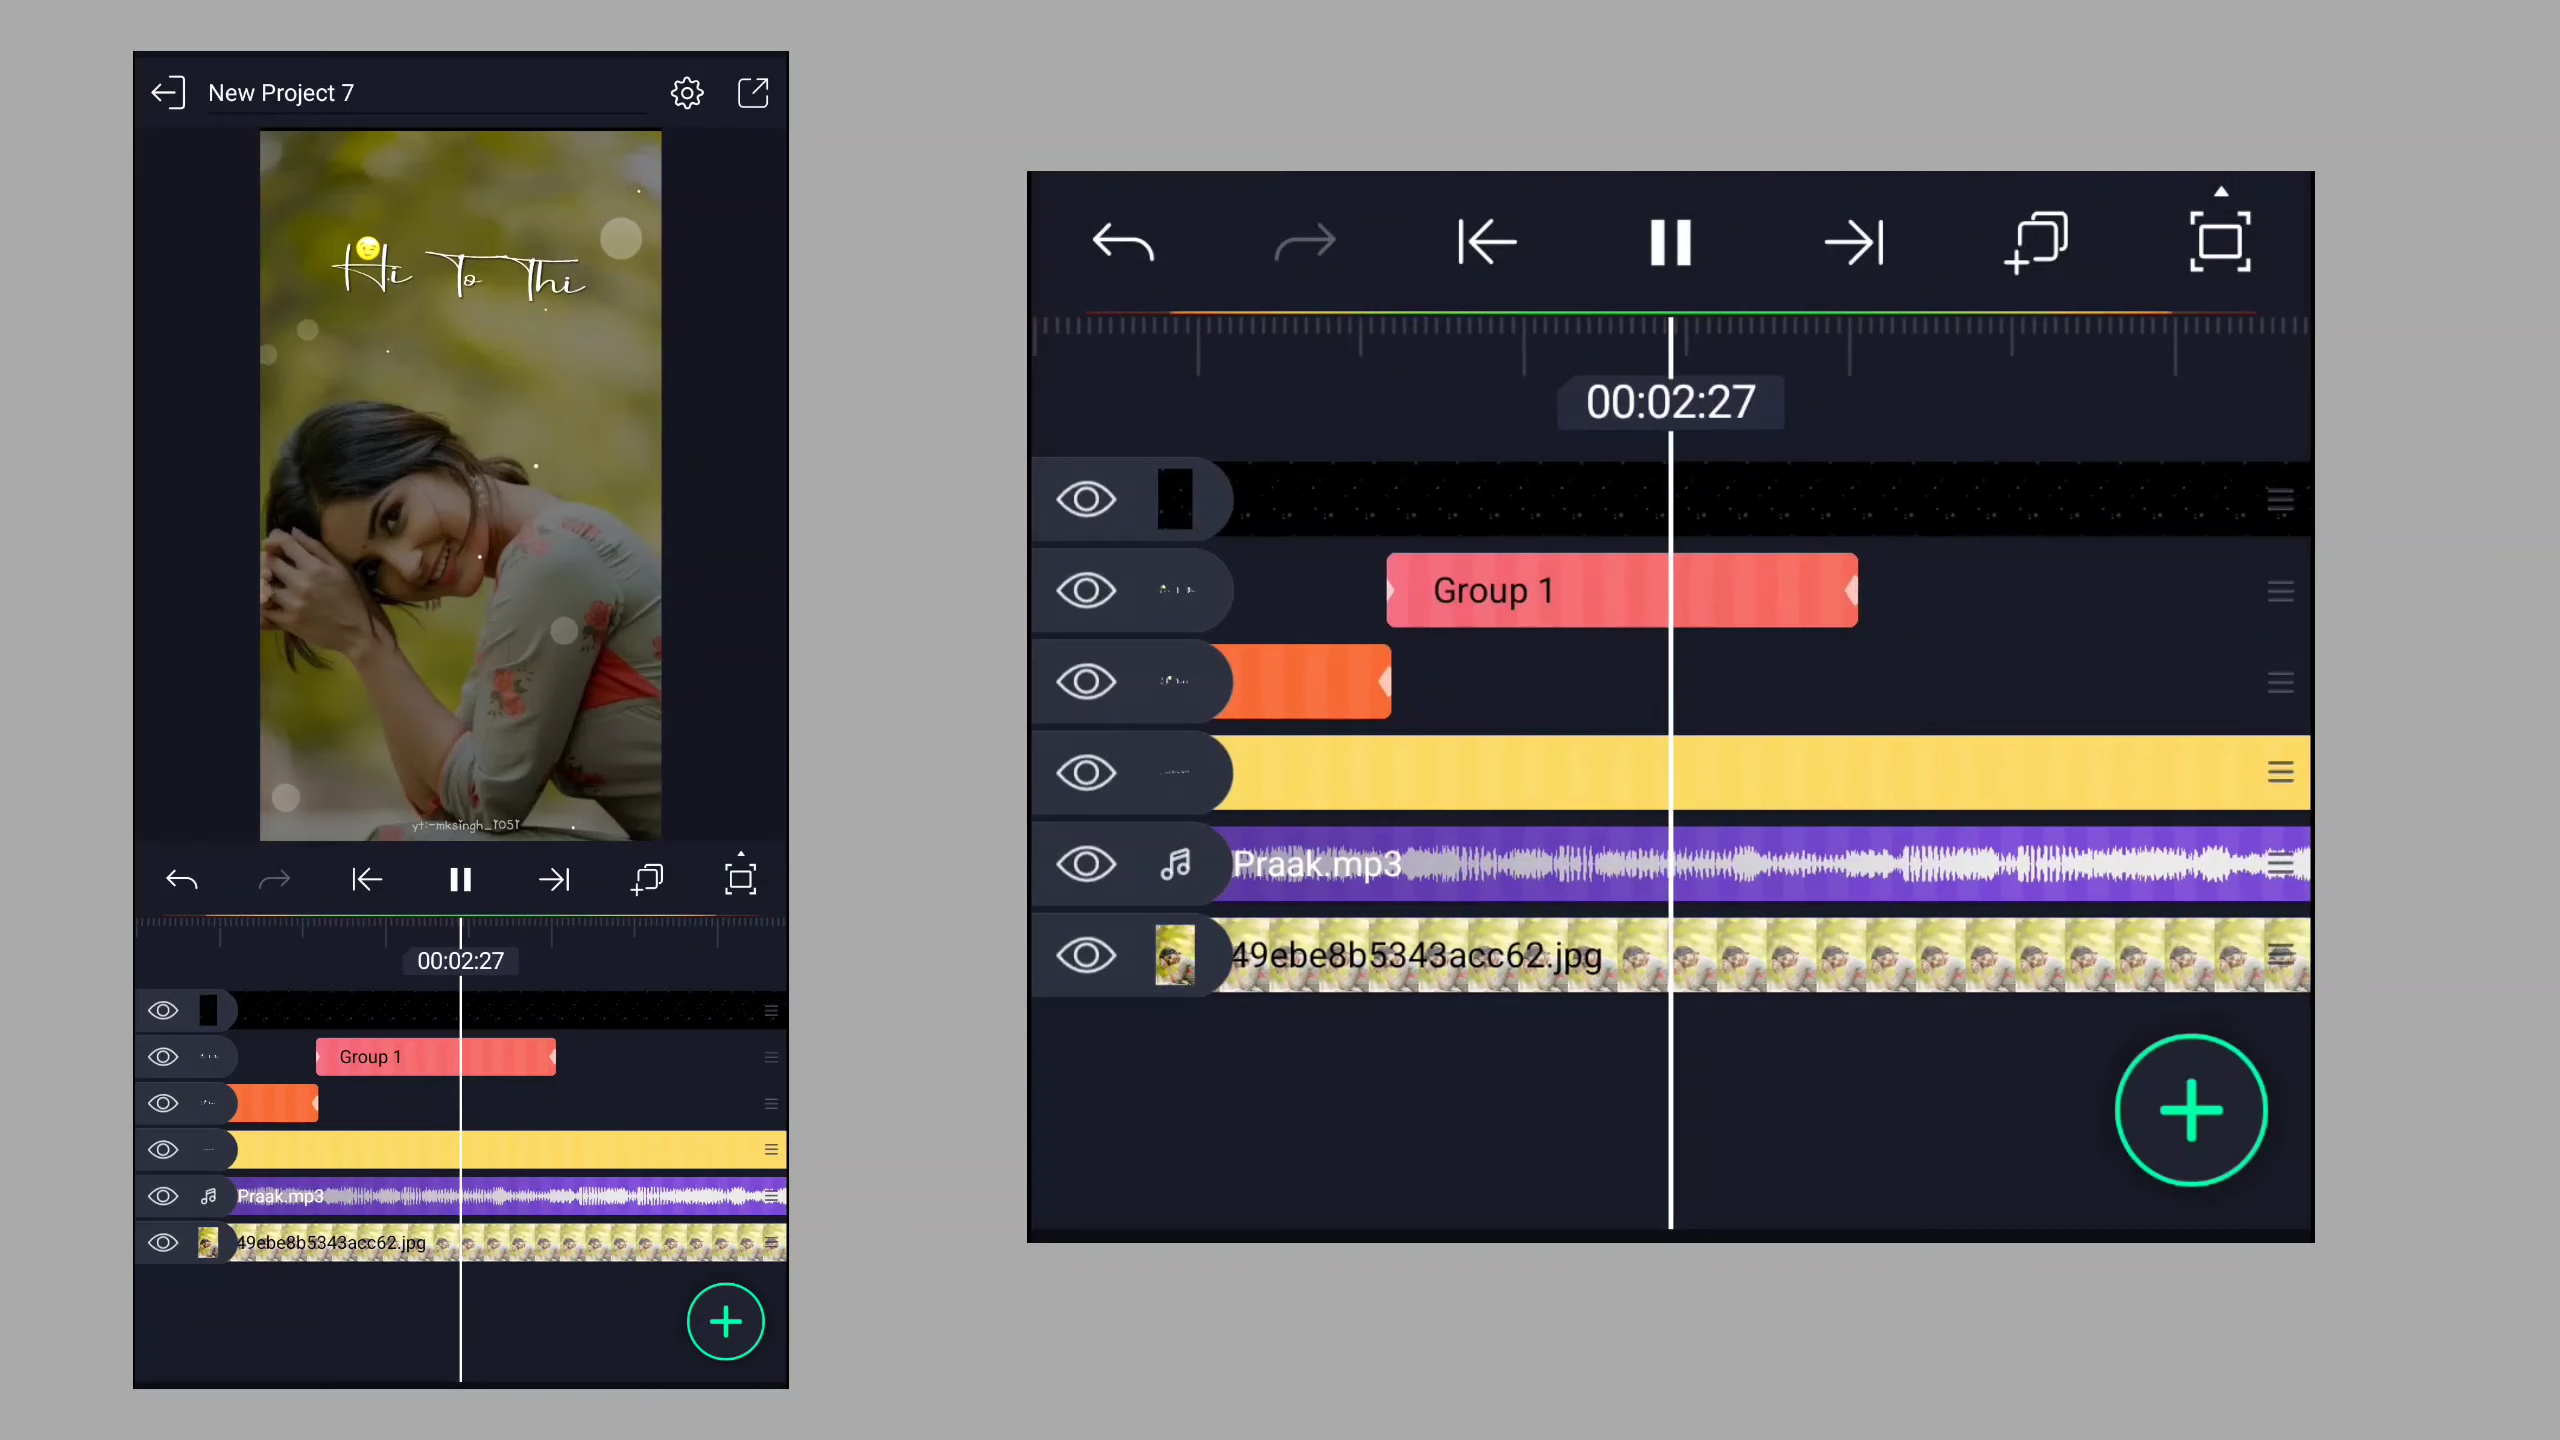 New Project 7
Hi To Thi
yt:-mksingh_1051
00:02:27
Group 1
Praak.mp3
49ebe8b5343acc62.jpg
00:02:27
Group 1
Praak.mp3
49ebe8b5343acc62.jpg